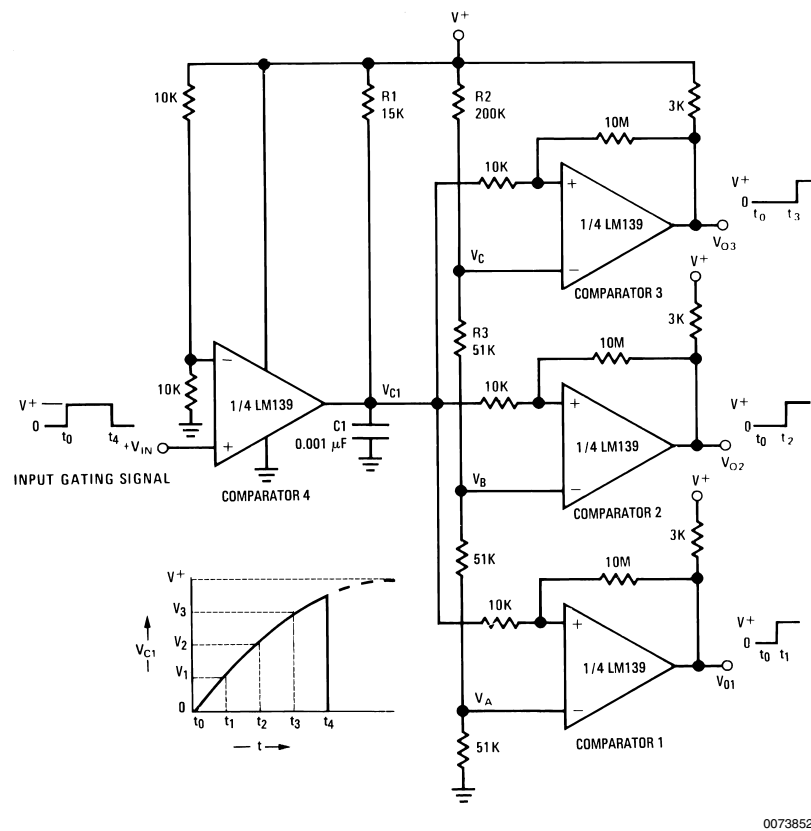 V+
10K
R1
15K
R2
200K
3K
10M
10K
+
1/4 LM139
−
V+
0
t0
t3
VO3
VC
COMPARATOR 3
V+
3K
R3
51K
10M
10K
−
10K
1/4 LM139
+
VC1
C1
0.001 μF
V+
0
t0
t4
+VIN
INPUT GATING SIGNAL
COMPARATOR 4
+
1/4 LM139
−
V+
0
t0
t2
VO2
VB
COMPARATOR 2
V+
3K
51K
10M
10K
+
1/4 LM139
−
V+
0
t0
t1
VO1
VA
51K
COMPARATOR 1
V+
V3
V2
V1
0
VC1
t0
t1
t2
t3
t4
t
0073852